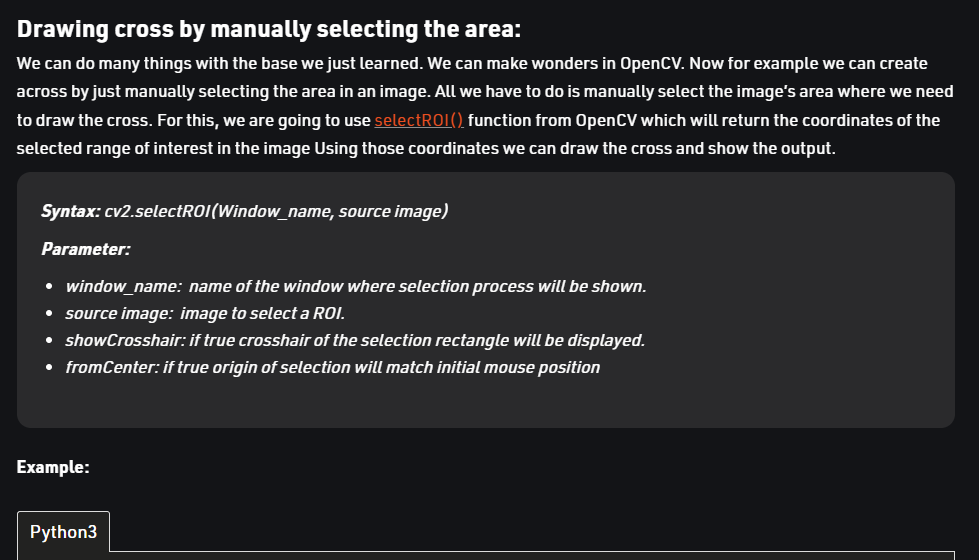 Drawing cross by manually selecting the area:
We can do many things with the base we just learned. We can make wonders in OpenCV. Now for example we can create
across by just manually selecting the area in an image. All we have to do is manually select the image's area where we need
to draw the cross. For this, we are going to use selectROI() function from OpenCV which will return the coordinates of the
selected range of interest in the image Using those coordinates we can draw the cross and show the output.
Syntax: cv2.selectROI(Window_name, source image)
Parameter:
• window_name:  name of the window where selection process will be shown.
• source image:  image to select a ROI.
• showCrosshair: if true crosshair of the selection rectangle will be displayed.
• fromCenter: if true origin of selection will match initial mouse position
Example:
Python3